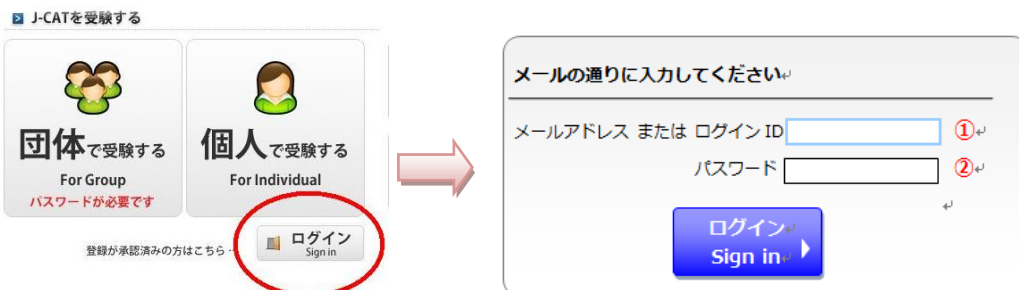 J-CATを受験する
団体で受験する
For Group
パスワードが必要です
個人で受験する
For Individual
登録が承認済みの方はこちら…
ログイン
Sign in
メールの通りに入力してください↵
メールアドレス または ログイン ID ①↵
パスワード ②↵
↵
ログイン↵
Sign in↵